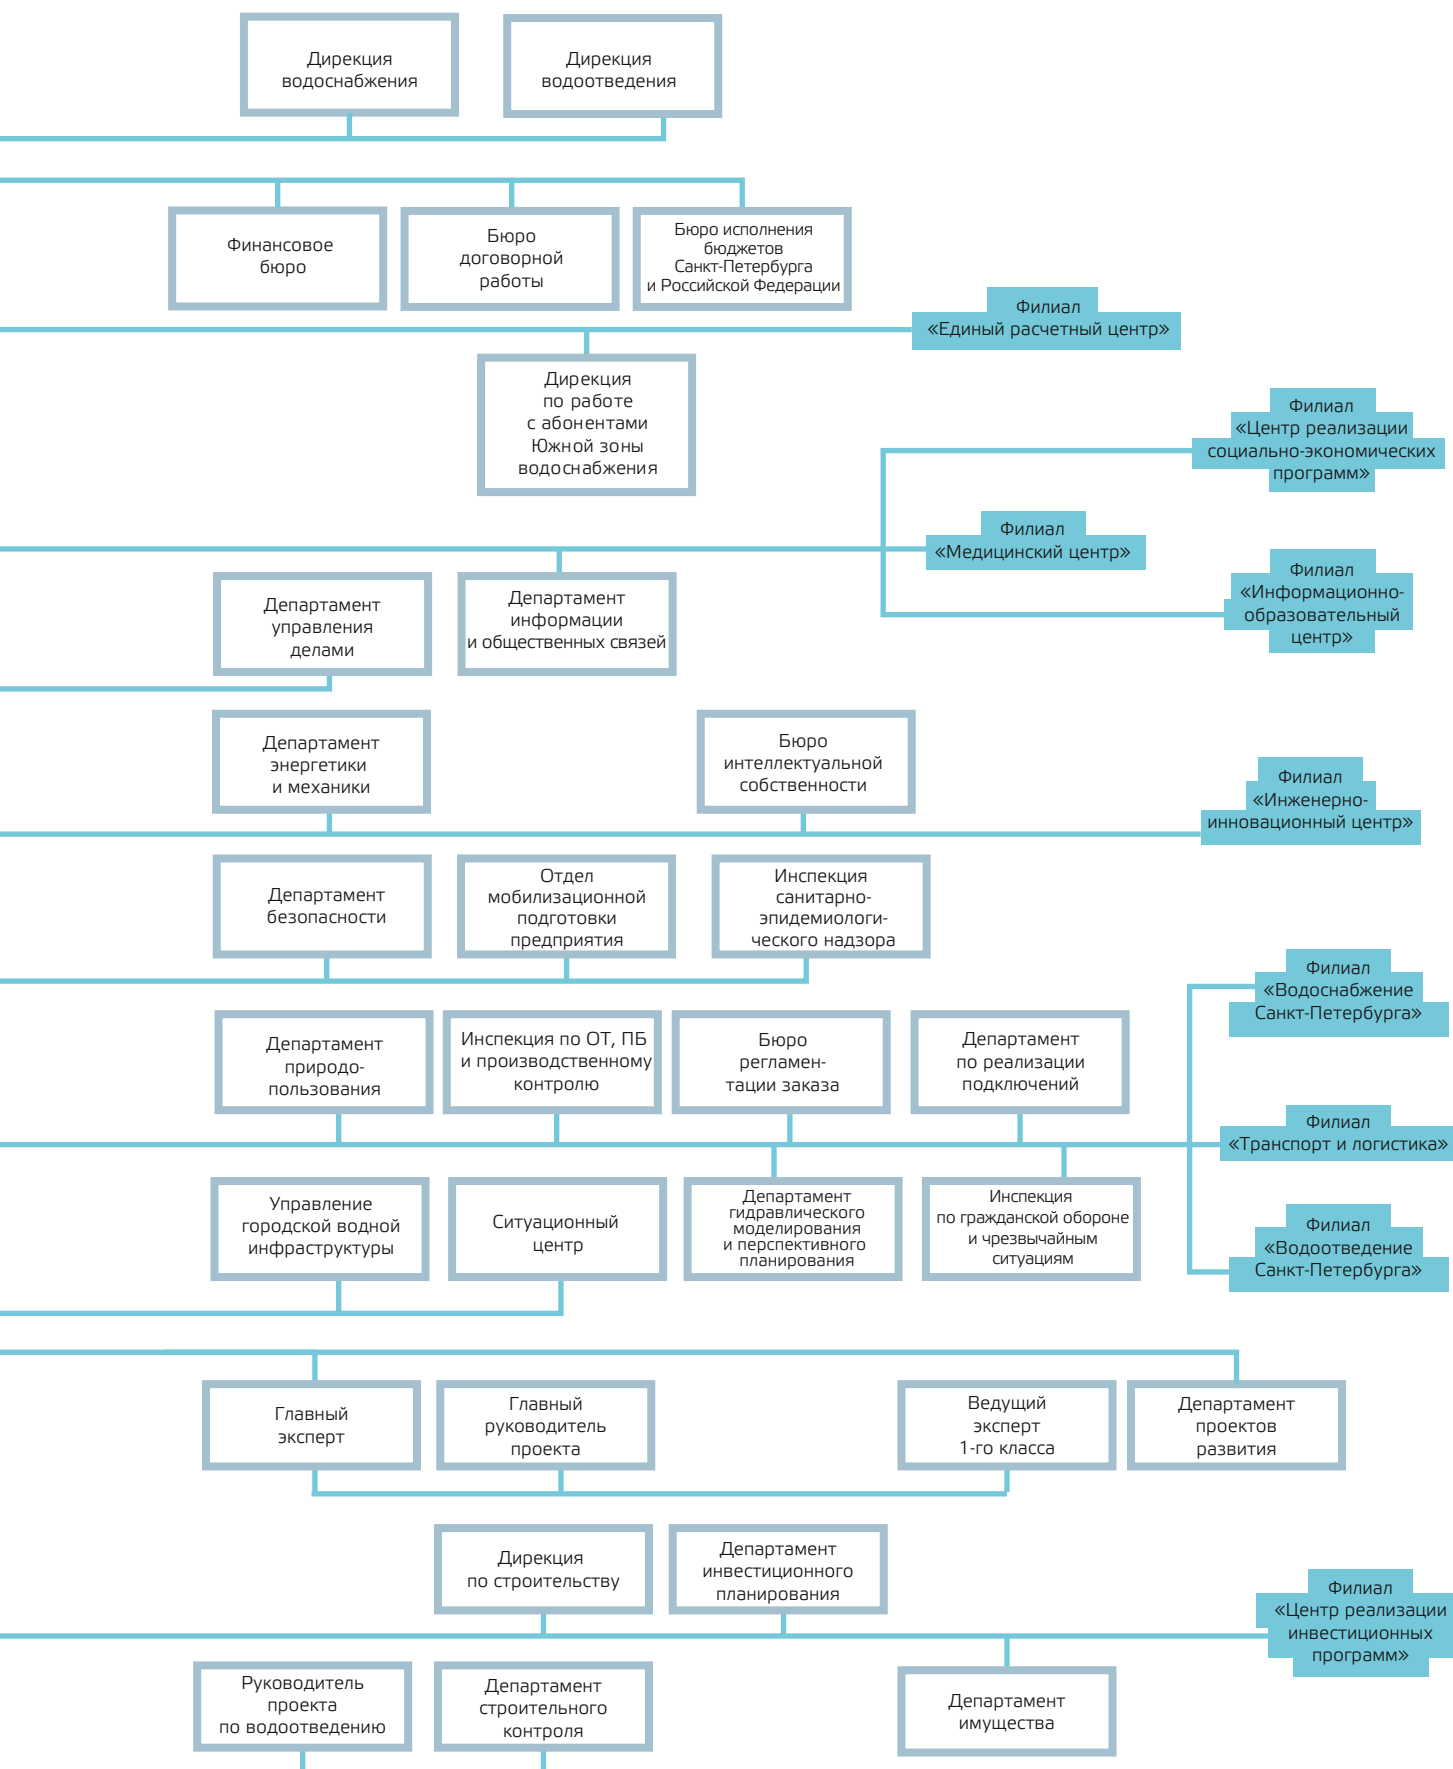 Дирекция
водоснабжения
Дирекция
водоотведения
Финансовое
бюро
Бюро
договорной
работы
Бюро исполнения
бюджетов
Санкт-Петербурга
и Российской Федерации
Филиал
«Единый расчетный центр»
Дирекция
по работе
с абонентами
Южной зоны
водоснабжения
Филиал
«Центр реализации
социально-экономических
программ»
Филиал
«Медицинский центр»
Филиал
«Информационно-
образовательный
центр»
Департамент
управления
делами
Департамент
информации
и общественных связей
Департамент
энергетики
и механики
Бюро
интеллектуальной
собственности
Филиал
«Инженерно-
инновационный центр»
Департамент
безопасности
Отдел
мобилизационной
подготовки
предприятия
Инспекция
санитарно-
эпидемиологи-
ческого надзора
Филиал
«Водоснабжение
Санкт-Петербурга»
Департамент
природо-
пользования
Инспекция по ОТ, ПБ
и производственному
контролю
Бюро
регламен-
тации заказа
Департамент
по реализации
подключений
Филиал
«Транспорт и логистика»
Управление
городской водной
инфраструктуры
Ситуационный
центр
Департамент
гидравлического
моделирования
и перспективного
планирования
Инспекция
по гражданской обороне
и чрезвычайным
ситуациям
Филиал
«Водоотведение
Санкт-Петербурга»
Главный
эксперт
Главный
руководитель
проекта
Ведущий
эксперт
1-го класса
Департамент
проектов
развития
Дирекция
по строительству
Департамент
инвестиционного
планирования
Филиал
«Центр реализации
инвестиционных
программ»
Руководитель
проекта
по водоотведению
Департамент
строительного
контроля
Департамент
имущества